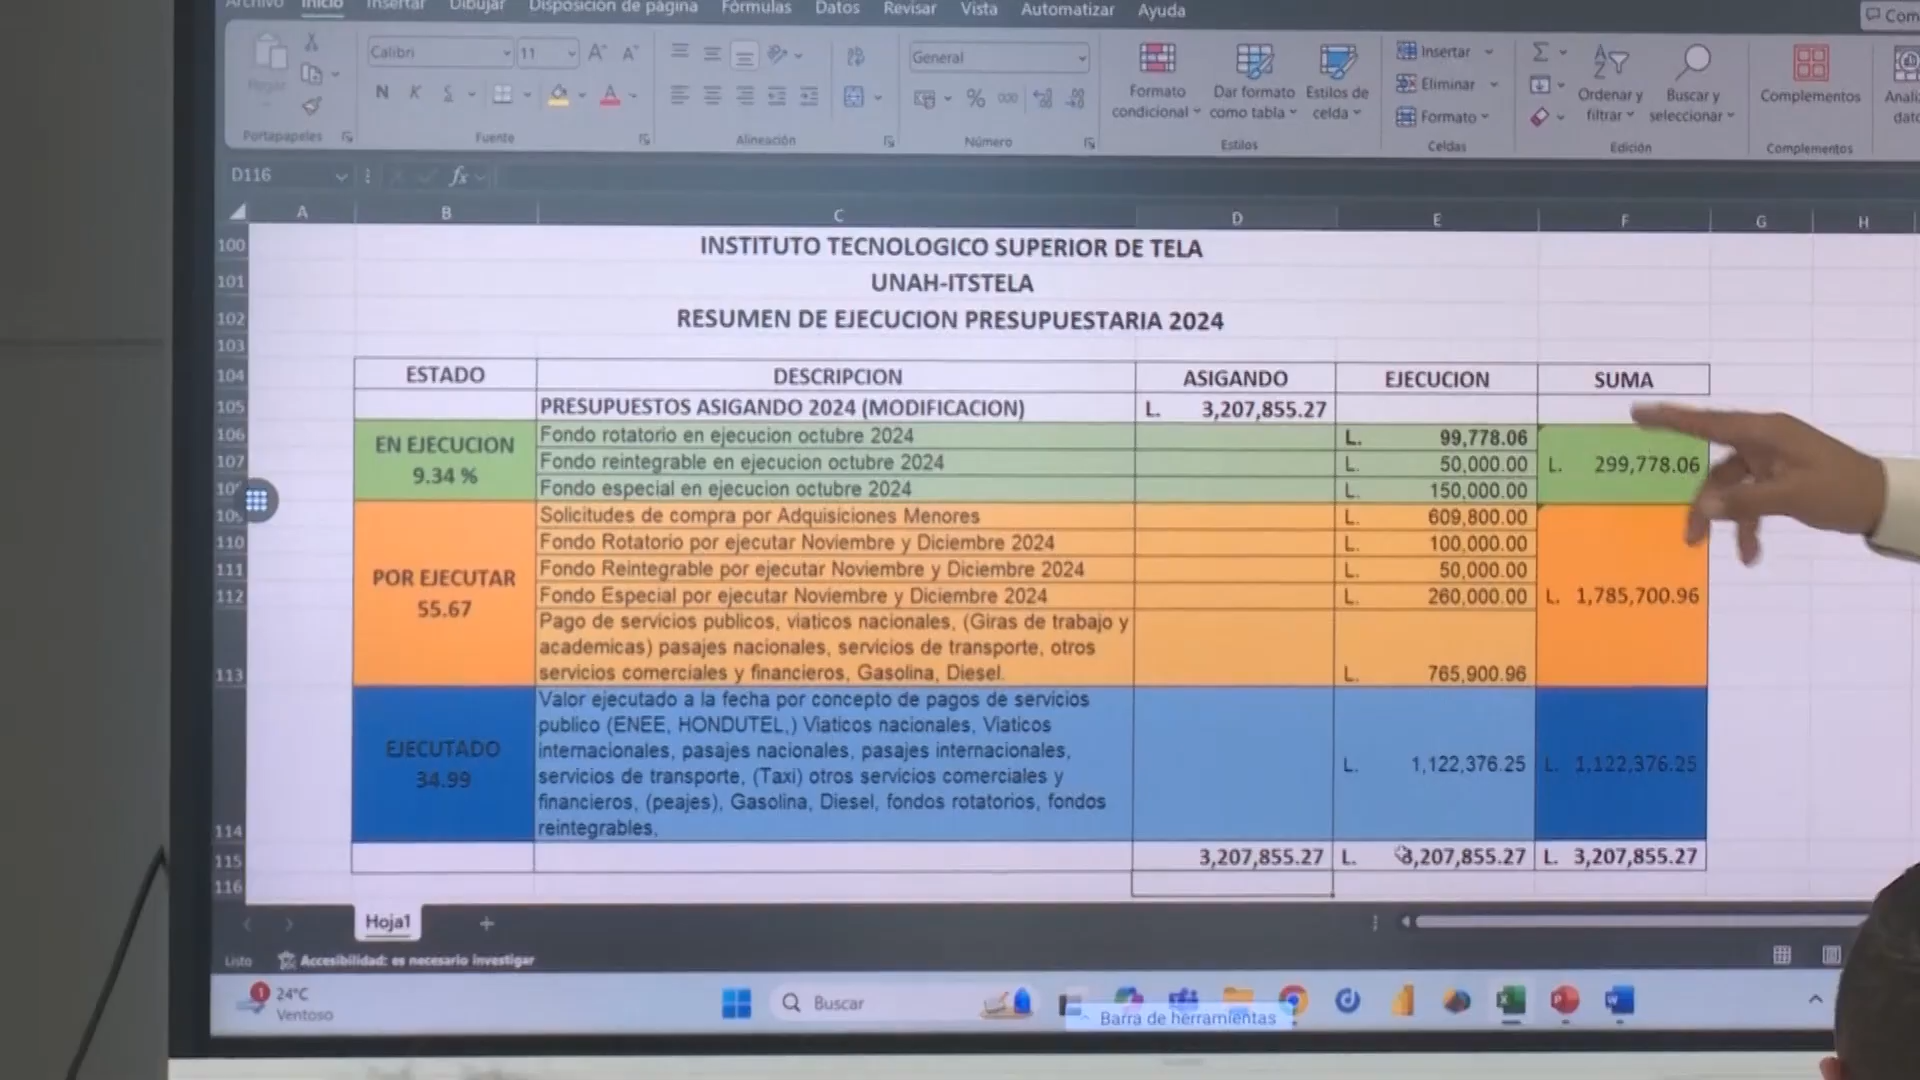 Archivo Inicio Insertar Dibujar Disposición de página Fórmulas Datos Revisar Vista Automatizar Ayuda
Com
Pegar
Calibri 11
N K S
General
% 000
Formato condicional
Dar formato como tabla
Estilos de celda
Insertar
Eliminar
Formato
Ordenar y filtrar
Buscar y seleccionar
Complementos
Portapapeles Fuente Alineación Número Estilos Celdas Edición Complementos
D116 fx
A B C D E F G H
100 INSTITUTO TECNOLOGICO SUPERIOR DE TELA
101 UNAH-ITSTELA
102 RESUMEN DE EJECUCION PRESUPUESTARIA 2024
103
104 ESTADO DESCRIPCION ASIGANDO EJECUCION SUMA
105 PRESUPUESTOS ASIGANDO 2024 (MODIFICACION) L. 3,207,855.27
106 EN EJECUCION Fondo rotatorio en ejecucion octubre 2024 L. 99,778.06
107 9.34 % Fondo reintegrable en ejecucion octubre 2024 L. 50,000.00 L. 299,778.06
Fondo especial en ejecucion octubre 2024 L. 150,000.00
Solicitudes de compra por Adquisiciones Menores L. 609,800.00
110 Fondo Rotatorio por ejecutar Noviembre y Diciembre 2024 L. 100,000.00
111 POR EJECUTAR Fondo Reintegrable por ejecutar Noviembre y Diciembre 2024 L. 50,000.00
112 55.67 Fondo Especial por ejecutar Noviembre y Diciembre 2024 L. 260,000.00 L. 1,785,700.96
Pago de servicios publicos, viaticos nacionales, (Giras de trabajo y
academicas) pasajes nacionales, servicios de transporte, otros
113 servicios comerciales y financieros, Gasolina, Diesel. L. 765,900.96
Valor ejecutado a la fecha por concepto de pagos de servicios
publico (ENEE, HONDUTEL,) Viaticos nacionales, Viaticos
EJECUTADO internacionales, pasajes nacionales, pasajes internacionales, L. 1,122,376.25 L. 1,122,376.25
34.99 servicios de transporte, (Taxi) otros servicios comerciales y
financieros, (peajes), Gasolina, Diesel, fondos rotatorios, fondos
114 reintegrables,
115 3,207,855.27 L. 3,207,855.27 L. 3,207,855.27
116
Hoja1
Listo Accesibilidad: es necesario investigar
1 24°C
Ventoso
Buscar
Barra de herramientas